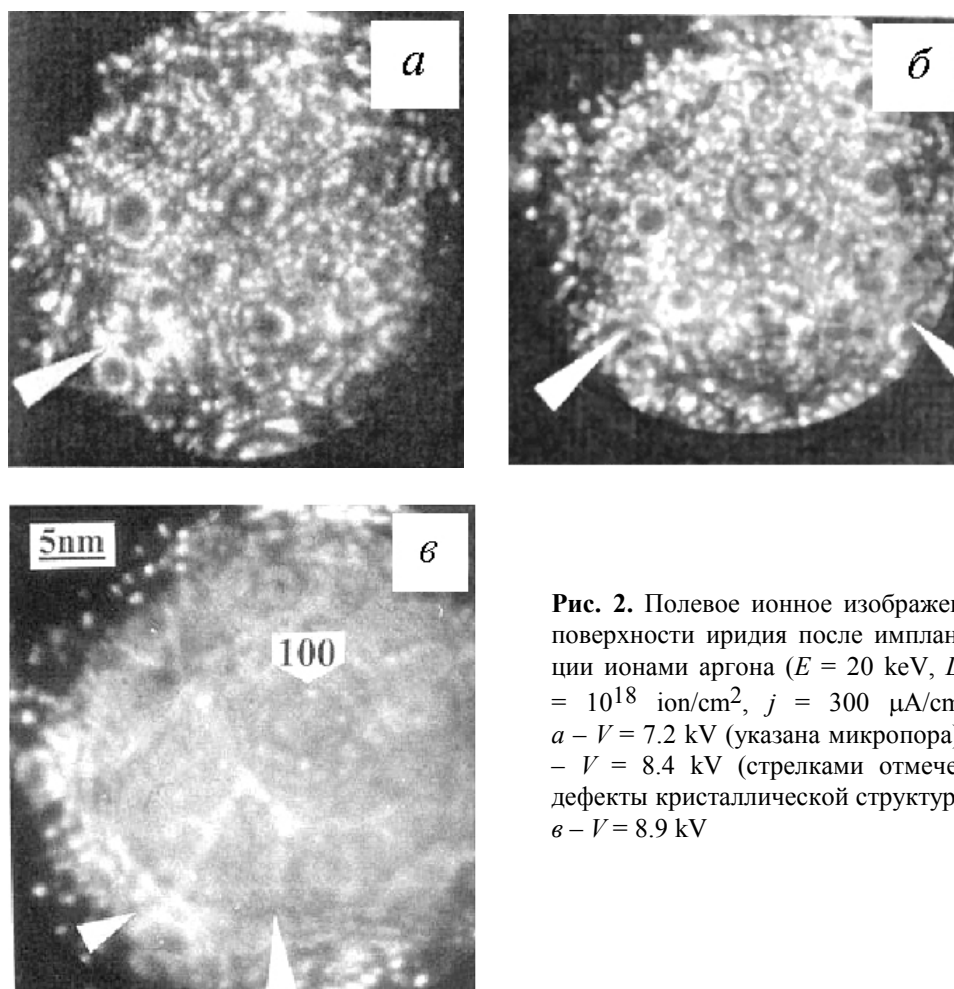 а
б
5nm
в
100
Рис. 2. Полевое ионное изображен
поверхности иридия после имплан
ции ионами аргона (E = 20 keV,
= 10^18 ion/cm^2, j = 300 μA/cm
а – V = 7.2 kV (указана микропора)
– V = 8.4 kV (стрелками отмече
дефекты кристаллической структур
в – V = 8.9 kV